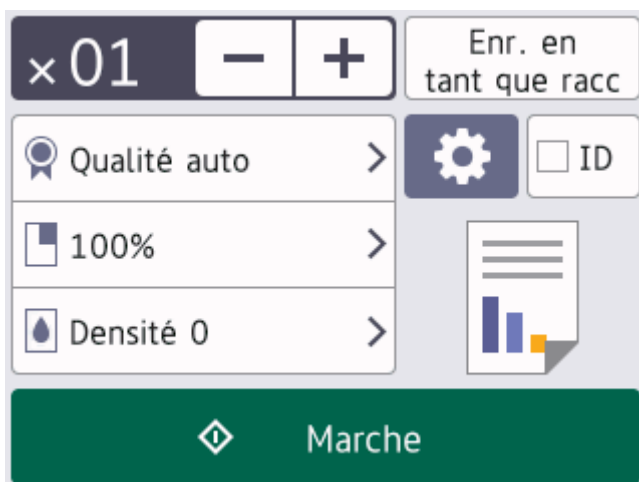 ×01 − +
Enr. en
tant que racc
Qualité auto
ID
100%
Densité 0
Marche